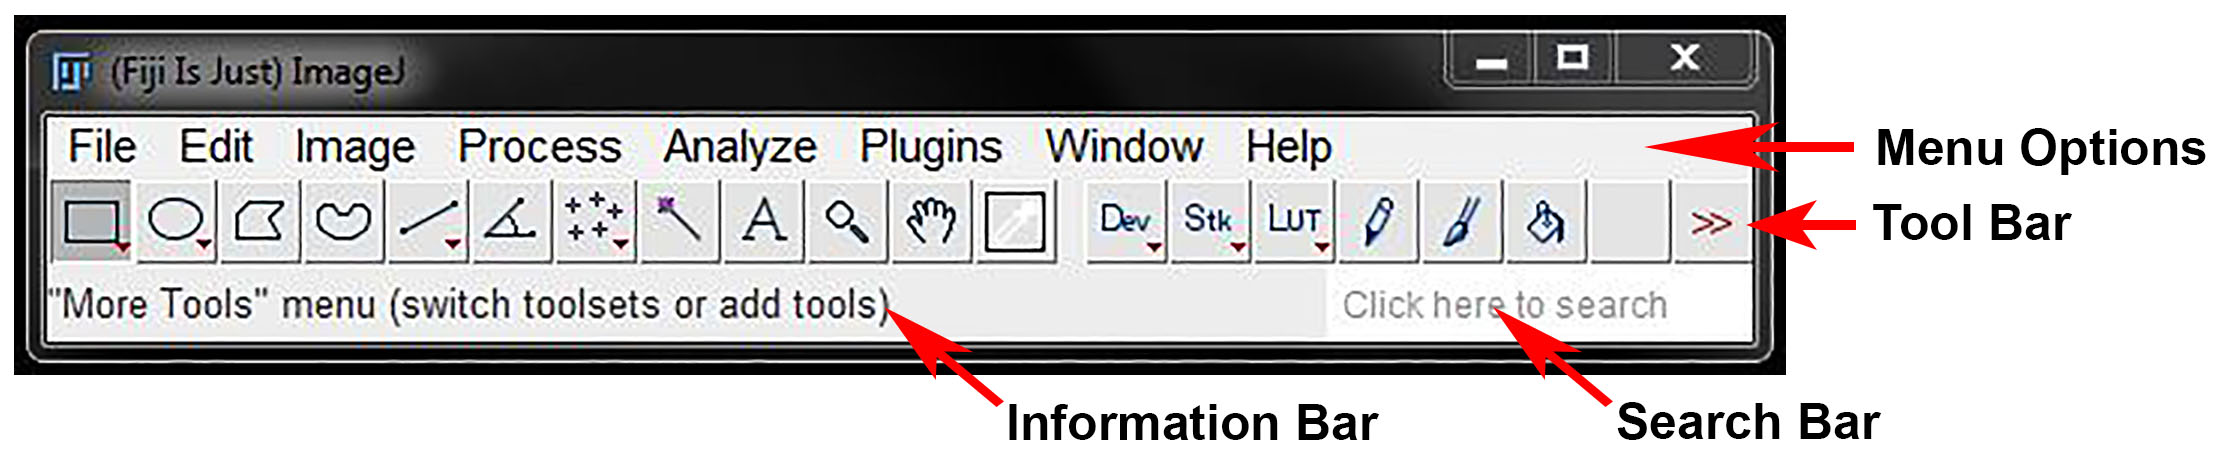 (Fiji Is Just) ImageJ
File Edit Image Process Analyze Plugins Window Help
Menu Options
A Dev Stk LUT >>
Tool Bar
"More Tools" menu (switch toolsets or add tools)
Click here to search
Information Bar
Search Bar